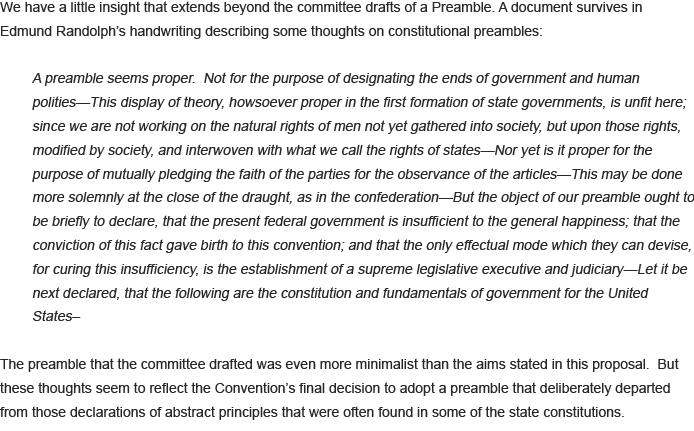 We have a little insight that extends beyond the committee drafts of a Preamble. A document survives in
Edmund Randolph’s handwriting describing some thoughts on constitutional preambles:
A preamble seems proper.  Not for the purpose of designating the ends of government and human
polities—This display of theory, howsoever proper in the first formation of state governments, is unfit here;
since we are not working on the natural rights of men not yet gathered into society, but upon those rights,
modified by society, and interwoven with what we call the rights of states—Nor yet is it proper for the
purpose of mutually pledging the faith of the parties for the observance of the articles—This may be done
more solemnly at the close of the draught, as in the confederation—But the object of our preamble ought to
be briefly to declare, that the present federal government is insufficient to the general happiness; that the
conviction of this fact gave birth to this convention; and that the only effectual mode which they can devise,
for curing this insufficiency, is the establishment of a supreme legislative executive and judiciary—Let it be
next declared, that the following are the constitution and fundamentals of government for the United
States–
The preamble that the committee drafted was even more minimalist than the aims stated in this proposal.  But
these thoughts seem to reflect the Convention’s final decision to adopt a preamble that deliberately departed
from those declarations of abstract principles that were often found in some of the state constitutions.